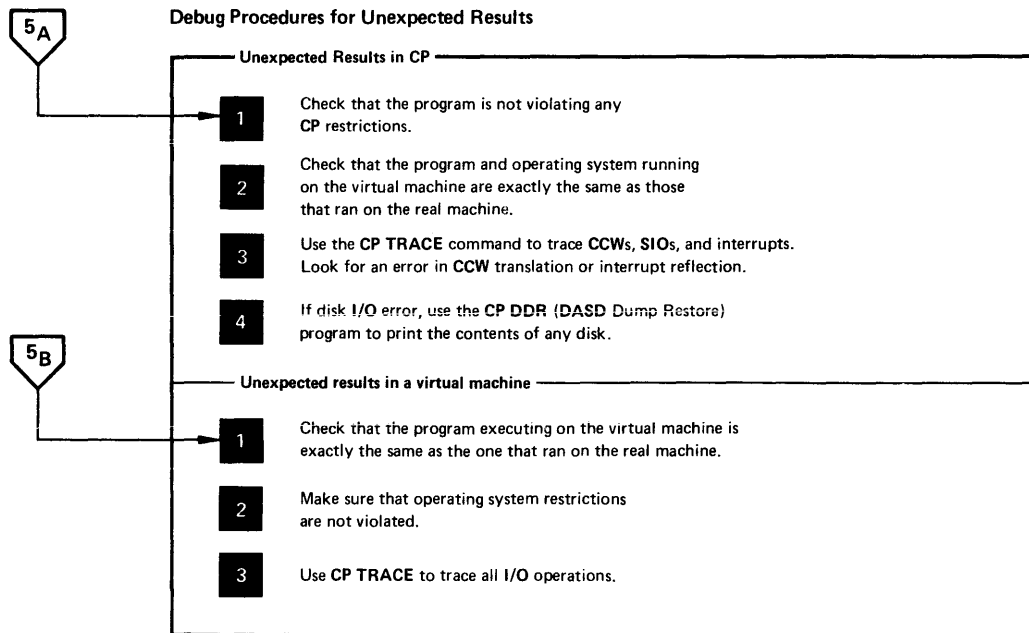 5A
Debug Procedures for Unexpected Results
Unexpected Results in CP
1
Check that the program is not violating any
CP restrictions.
2
Check that the program and operating system running
on the virtual machine are exactly the same as those
that ran on the real machine.
3
Use the CP TRACE command to trace CCWs, SIOs, and interrupts.
Look for an error in CCW translation or interrupt reflection.
4
If disk I/O error, use the CP DDR (DASD Dump Restore)
program to print the contents of any disk.
5B
Unexpected results in a virtual machine
1
Check that the program executing on the virtual machine is
exactly the same as the one that ran on the real machine.
2
Make sure that operating system restrictions
are not violated.
3
Use CP TRACE to trace all I/O operations.